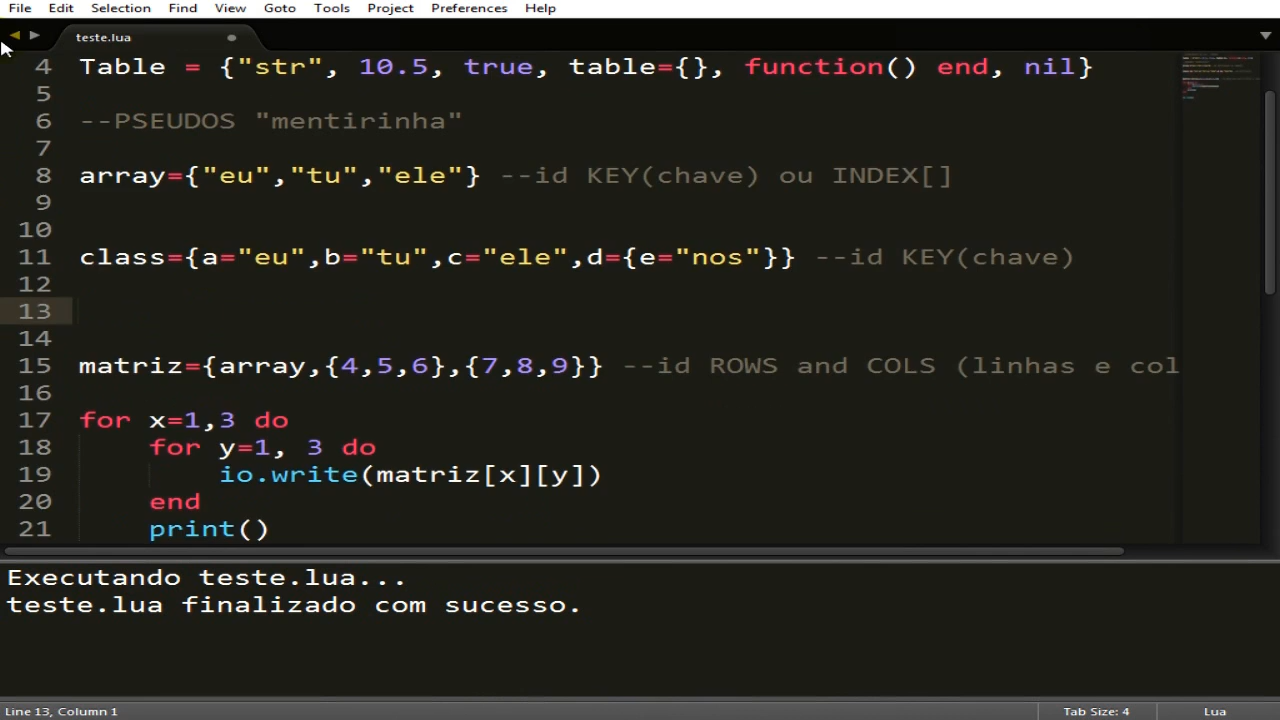 File Edit Selection Find View Goto Tools Project Preferences Help
teste.lua
4 Table = {"str", 10.5, true, table={}, function() end, nil}
5
6 --PSEUDOS "mentirinha"
7
8 array={"eu","tu","ele"} --id KEY(chave) ou INDEX[]
9
10
11 class={a="eu",b="tu",c="ele",d={e="nos"}} --id KEY(chave)
12
13
14
15 matriz={array,{4,5,6},{7,8,9}} --id ROWS and COLS (linhas e col
16
17 for x=1,3 do
18 for y=1, 3 do
19 io.write(matriz[x][y])
20 end
21 print()
Executando teste.lua...
teste.lua finalizado com sucesso.
Line 13, Column 1 Tab Size: 4 Lua